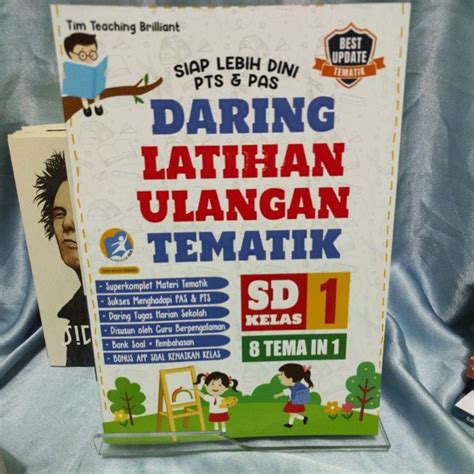 Tim Teaching Brilliant
SIAP LEBIH DINI
PTS & PAS
BEST
UPDATE
TEMATIK
DARING
LATIHAN
ULANGAN
TEMATIK
- Superkomplet Materi Tematik
- Sukses Menghadapi PAS & PTS
- Daring Tugas Harian Sekolah
- Disusun oleh Guru Berpengalaman
- Bank Soal + Pembahasan
- BONUS APP SOAL KENAIKAN KELAS
SD
KELAS
1
8 TEMA IN 1